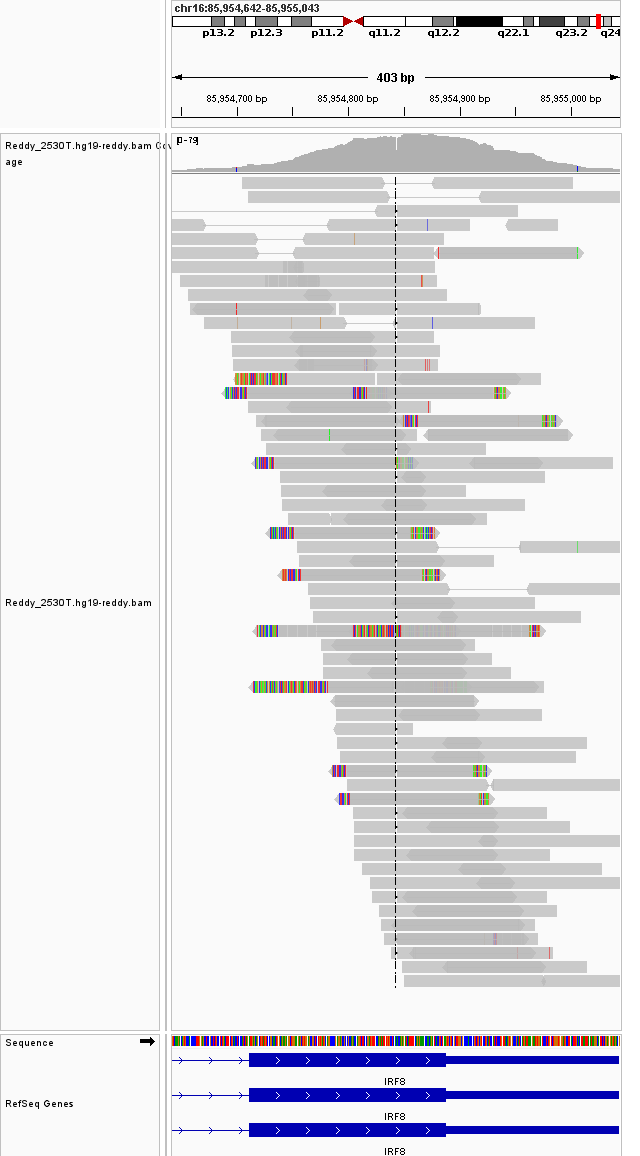 chr16:85,954,642-85,955,043
p13.2 p12.3 p11.2 q11.2 q12.2 q22.1 q23.2 q24
403 bp
85,954,700 bp 85,954,800 bp 85,954,900 bp 85,955,000 bp
Reddy_2530T.hg19-reddy.bam Cov
age
[0-79]
Reddy_2530T.hg19-reddy.bam
Sequence
IRF8
RefSeq Genes
IRF8
IRF8